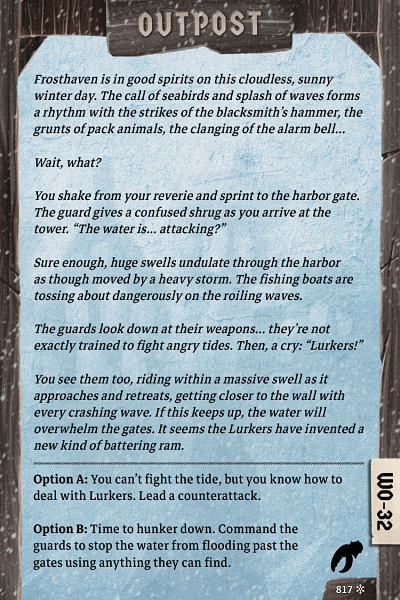 OUTPOST
Frosthaven is in good spirits on this cloudless, sunny
winter day. The call of seabirds and splash of waves forms
a rhythm with the strikes of the blacksmith’s hammer, the
grunts of pack animals, the clanging of the alarm bell...
Wait, what?
You shake from your reverie and sprint to the harbor gate.
The guard gives a confused shrug as you arrive at the
tower. “The water is... attacking?”
Sure enough, huge swells undulate through the harbor
as though moved by a heavy storm. The fishing boats are
tossing about dangerously on the roiling waves.
The guards look down at their weapons... they’re not
exactly trained to fight angry tides. Then, a cry: “Lurkers!”
You see them too, riding within a massive swell as it
approaches and retreats, getting closer to the wall with
every crashing wave. If this keeps up, the water will
overwhelm the gates. It seems the Lurkers have invented a
new kind of battering ram.
Option A: You can’t fight the tide, but you know how to
deal with Lurkers. Lead a counterattack.
Option B: Time to hunker down. Command the
guards to stop the water from flooding past the
gates using anything they can find.
WO-32
817